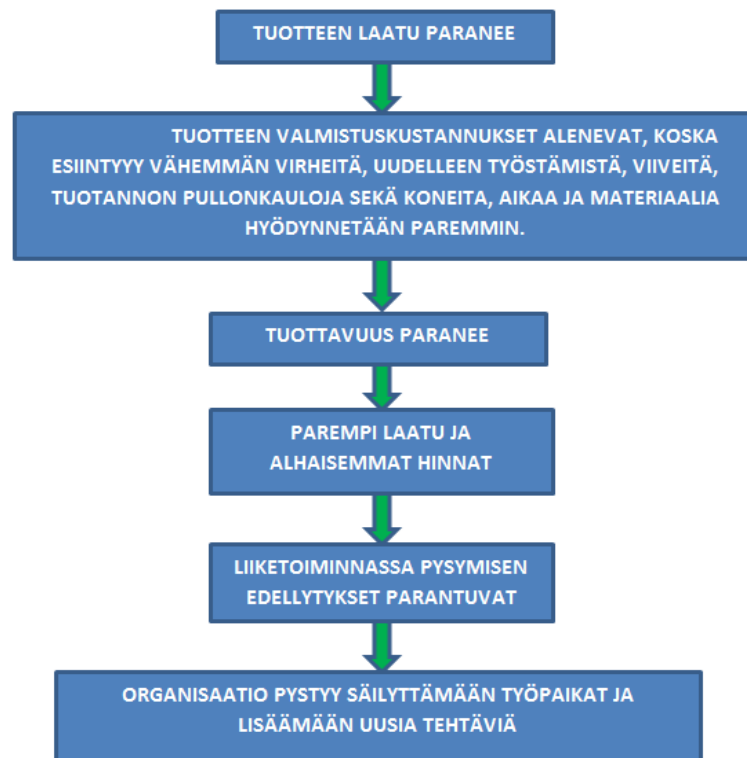 TUOTTEEN LAATU PARANEE
TUOTTEEN VALMISTUSKUSTANNUKSET ALENEVAT, KOSKA
ESIINTYYY VÄHEMMÄN VIRHEITÄ, UUDELLEEN TYÖSTÄMISTÄ, VIIVEITÄ,
TUOTANNON PULLONKAULOJA SEKÄ KONEITA, AIKAA JA MATERIAALIA
HYÖDYNNETÄÄN PAREMMIN.
TUOTTAVUUS PARANEE
PAREMPI LAATU JA
ALHAISEMMAT HINNAT
LIIKETOIMINNASSA PYSYMISEN
EDELLYTYKSET PARANTUVAT
ORGANISAATIO PYSTYY SÄILYTTÄMÄÄN TYÖPAIKAT JA
LISÄÄMÄÄN UUSIA TEHTÄVIÄ